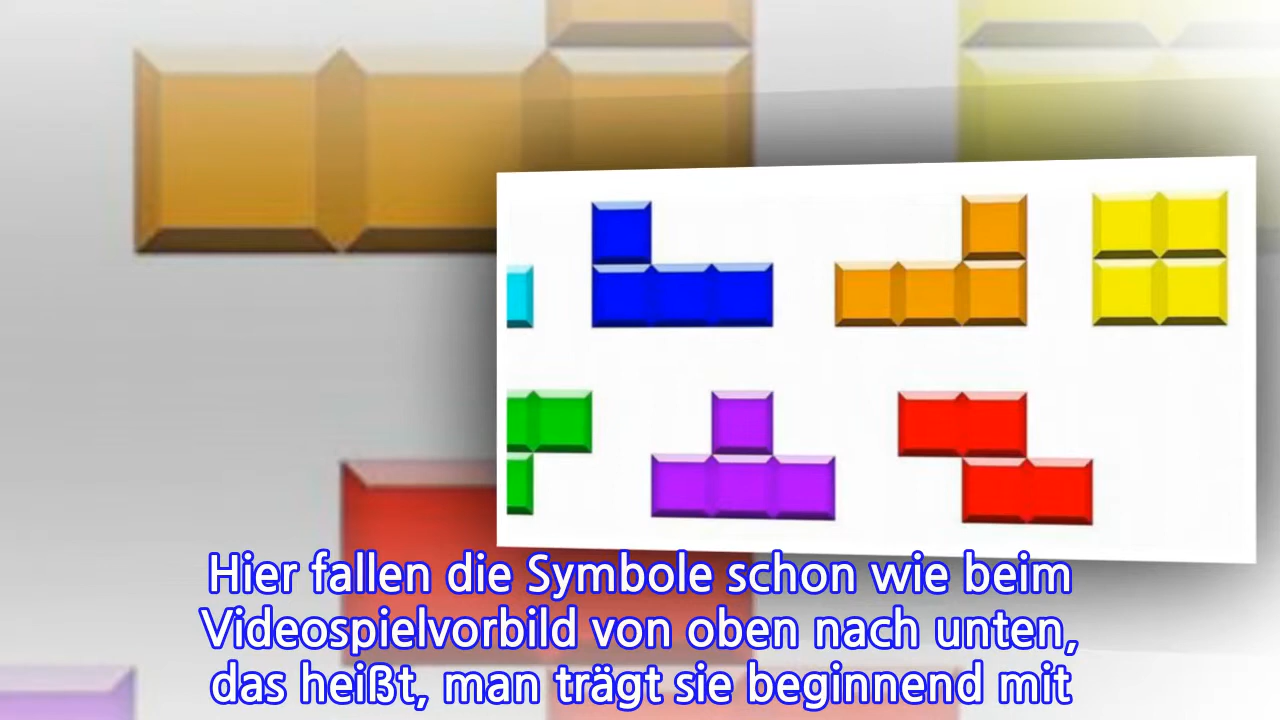 Hier fallen die Symbole schon wie beim
Videospielvorbild von oben nach unten,
das heißt, man trägt sie beginnend mit